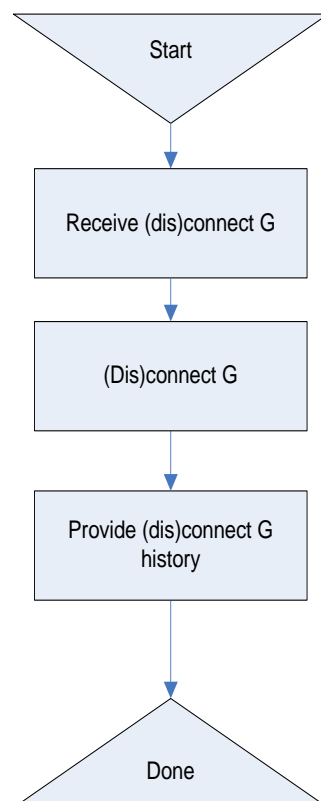 Start
Receive (dis)connect G
(Dis)connect G
Provide (dis)connect G
history
Done